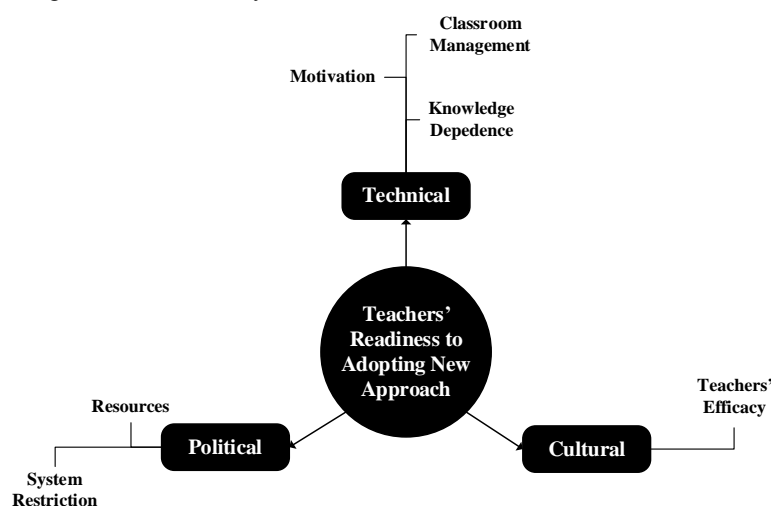 Classroom
Management
Motivation
Knowledge
Depedence
Technical
Teachers'
Readiness to
Adopting New
Approach
Teachers'
Efficacy
Resources
Political
Cultural
System
Restriction